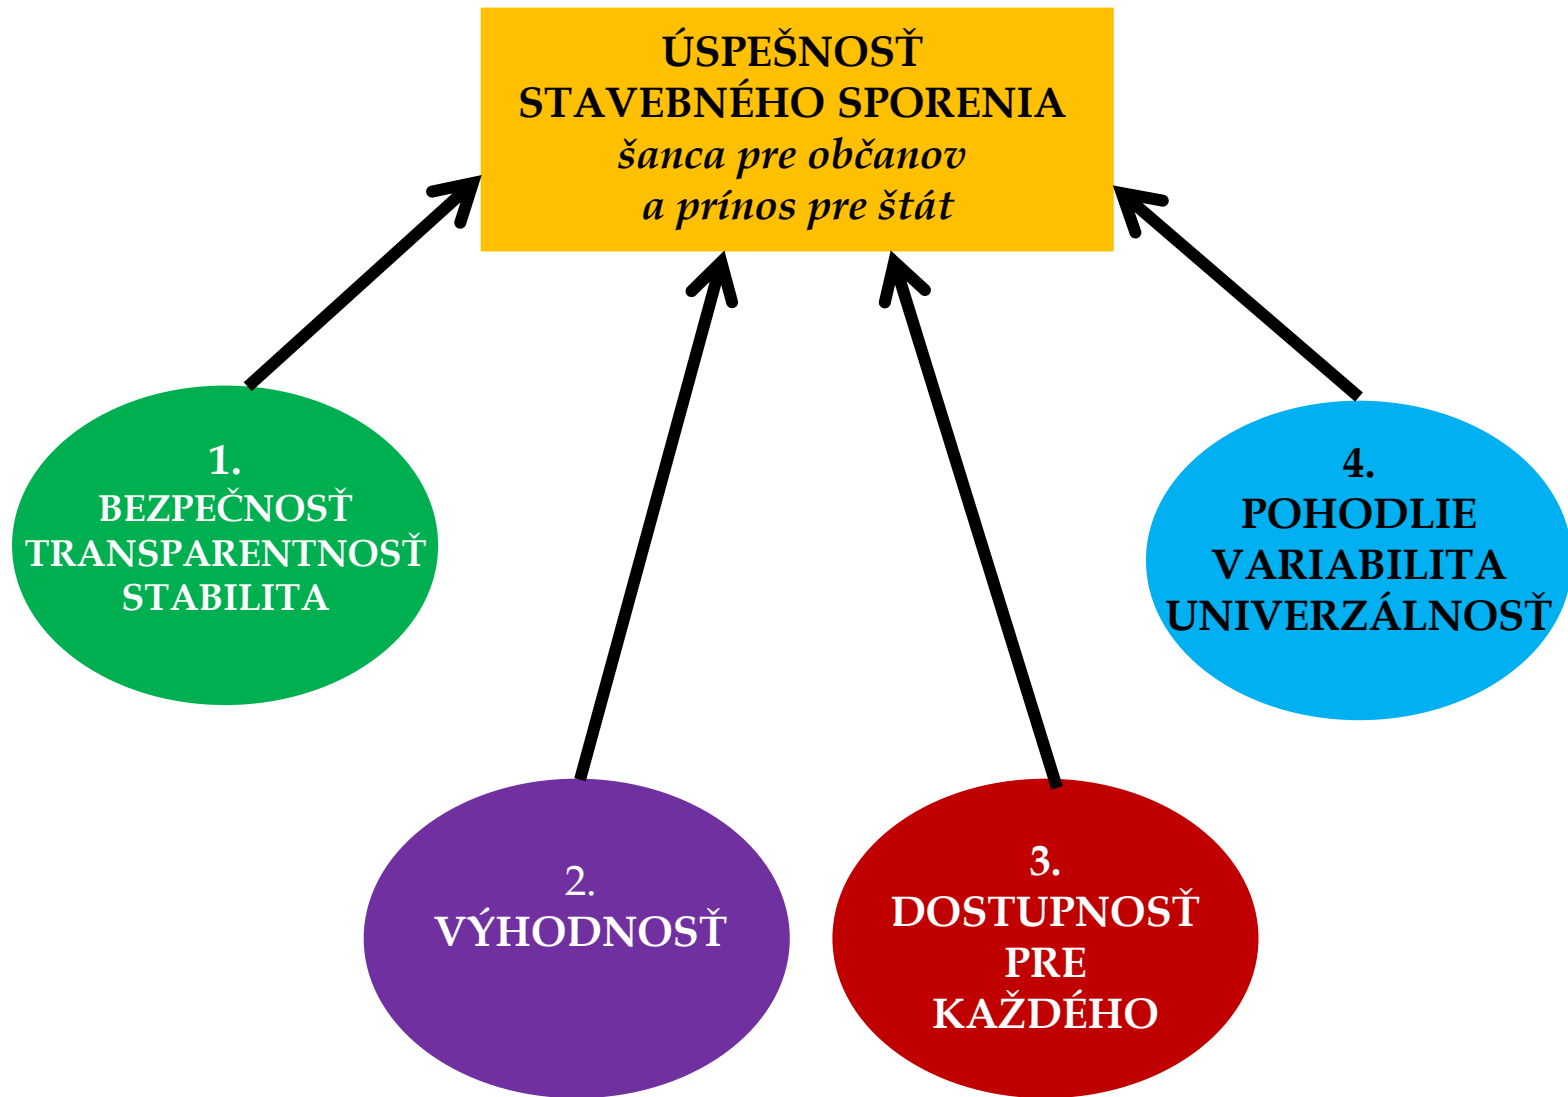 ÚSPEŠNOSŤ
STAVEBNÉHO SPORENIA
šanca pre občanov
a prínos pre štát
1.
BEZPEČNOSŤ
TRANSPARENTNOSŤ
STABILITA
2.
VÝHODNOSŤ
3.
DOSTUPNOSŤ
PRE
KAŽDÉHO
4.
POHODLIE
VARIABILITA
UNIVERZÁLNOSŤ